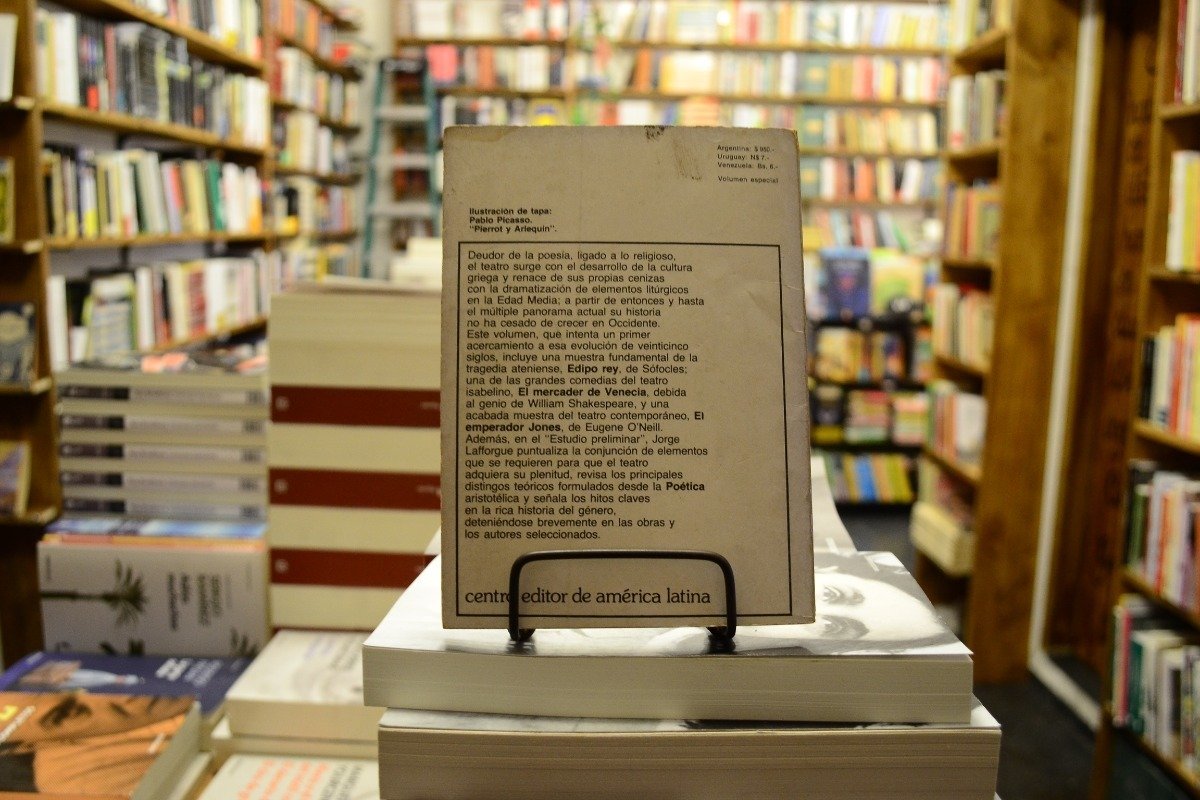 Argentina: $ 950.-
Uruguay: N$ 7.-
Venezuela: Bs. 6.-
Volumen especial
Ilustración de tapa:
Pablo Picasso.
"Pierrot y Arlequín".
Deudor de la poesía, ligado a lo religioso,
el teatro surge con el desarrollo de la cultura
griega y renace de sus propias cenizas
con la dramatización de elementos litúrgicos
en la Edad Media; a partir de entonces y hasta
el múltiple panorama actual su historia
no ha cesado de crecer en Occidente.
Este volumen, que intenta un primer
acercamiento a esa evolución de veinticinco
siglos, incluye una muestra fundamental de la
tragedia ateniense, Edipo rey, de Sófocles;
una de las grandes comedias del teatro
isabelino, El mercader de Venecia, debida
al genio de William Shakespeare, y una
acabada muestra del teatro contemporáneo, El
emperador Jones, de Eugene O'Neill.
Además, en el "Estudio preliminar", Jorge
Lafforgue puntualiza la conjunción de elementos
que se requieren para que el teatro
adquiera su plenitud, revisa los principales
distingos teóricos formulados desde la Poética
aristotélica y señala los hitos claves
en la rica historia del género,
deteniéndose brevemente en las obras y
los autores seleccionados.
centro editor de américa latina